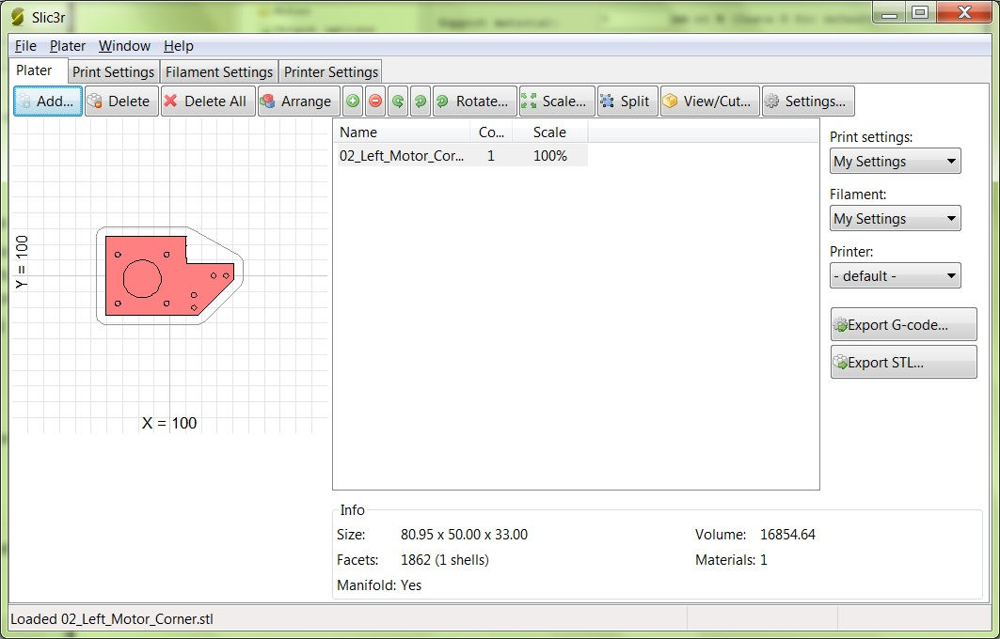 Slic3r
File Plater Window Help
Plater Print Settings Filament Settings Printer Settings
Add... Delete Delete All Arrange Rotate... Scale... Split View/Cut... Settings...
Name Co... Scale
02_Left_Motor_Cor... 1 100%
Y = 100
X = 100
Print settings:
My Settings
Filament:
My Settings
Printer:
- default -
Export G-code...
Export STL...
Info
Size: 80.95 x 50.00 x 33.00 Volume: 16854.64
Facets: 1862 (1 shells) Materials: 1
Manifold: Yes
Loaded 02_Left_Motor_Corner.stl